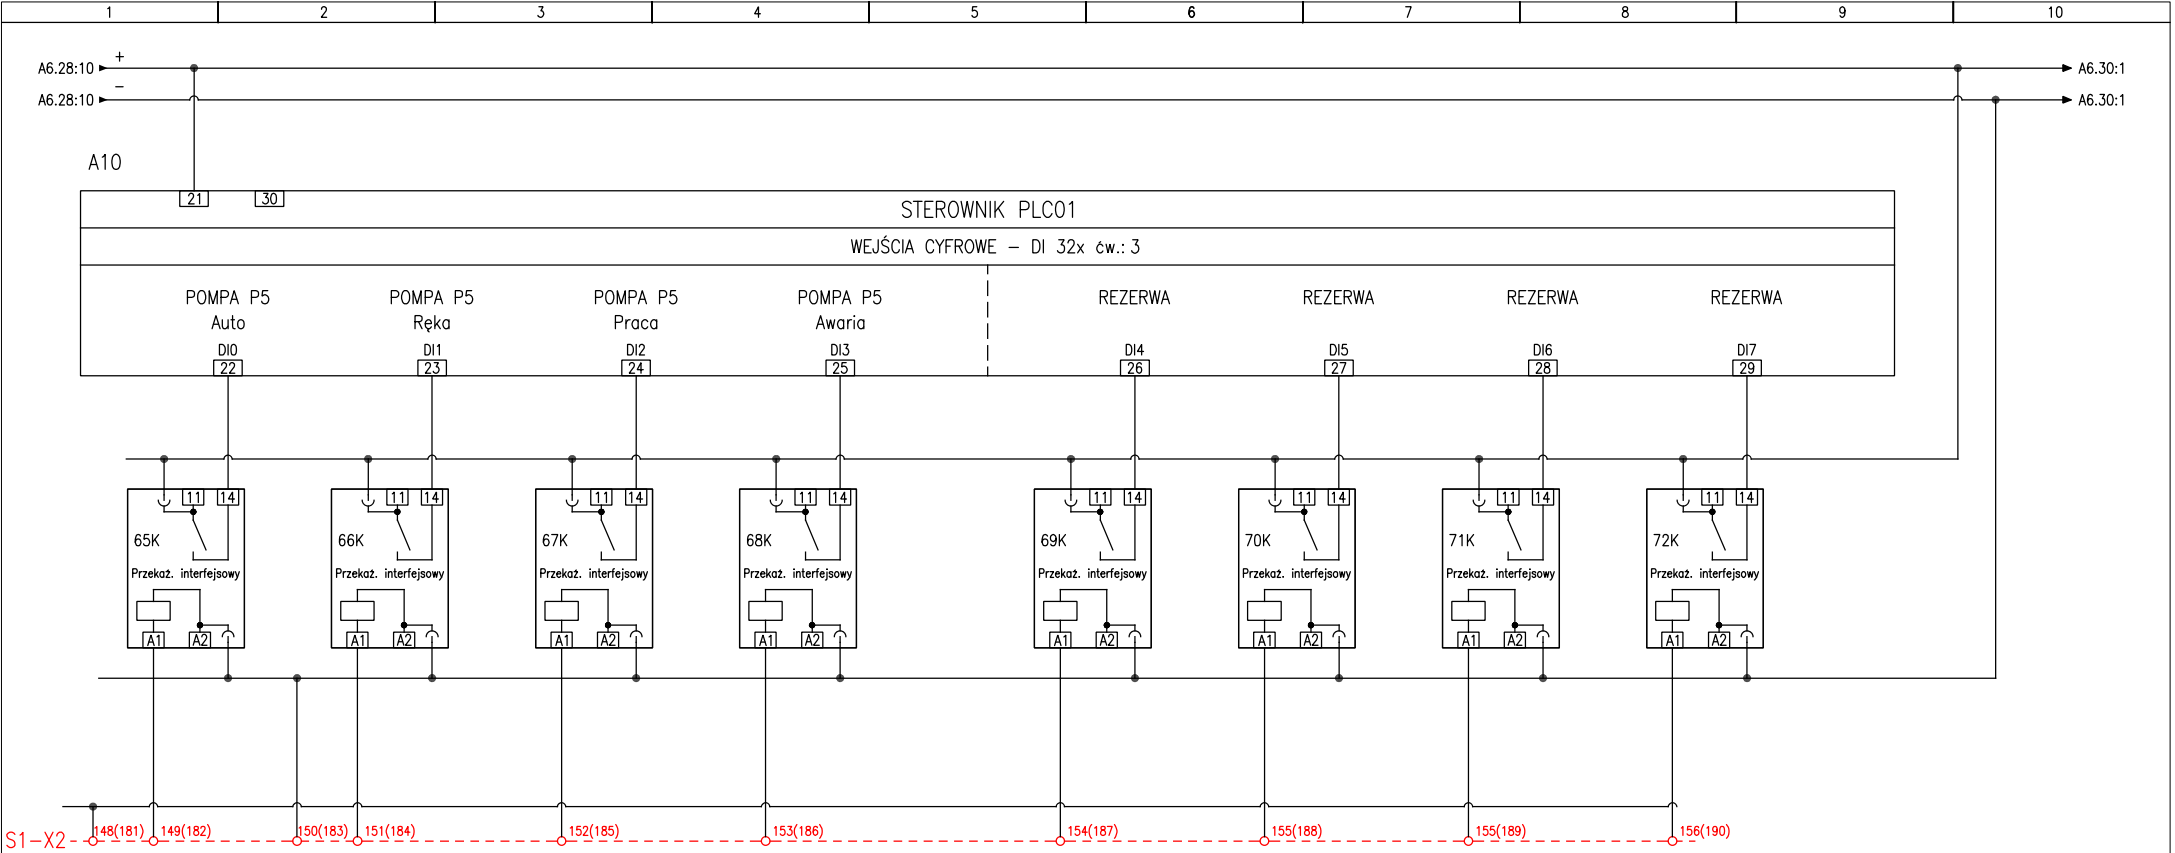 1 2 3 4 5 6 7 8 9 10
+
A6.28:10 A6.30:1
−
A6.28:10 A6.30:1
A10
21 30
STEROWNIK PLC01
WEJŚCIA CYFROWE − DI 32x ćw.: 3
POMPA P5 POMPA P5 POMPA P5 POMPA P5 REZERWA REZERWA REZERWA REZERWA
Auto Ręka Praca Awaria
DI0 DI1 DI2 DI3 DI4 DI5 DI6 DI7
22 23 24 25 26 27 28 29
11 14 11 14 11 14 11 14 11 14 11 14 11 14 11 14
65K 66K 67K 68K 69K 70K 71K 72K
Przekaź. interfejsowy Przekaź. interfejsowy Przekaź. interfejsowy Przekaź. interfejsowy Przekaź. interfejsowy Przekaź. interfejsowy Przekaź. interfejsowy Przekaź. interfejsowy
A1 A2 A1 A2 A1 A2 A1 A2 A1 A2 A1 A2 A1 A2 A1 A2
148(181) 149(182) 150(183) 151(184) 152(185) 153(186) 154(187) 155(188) 155(189) 156(190)
S1−X2